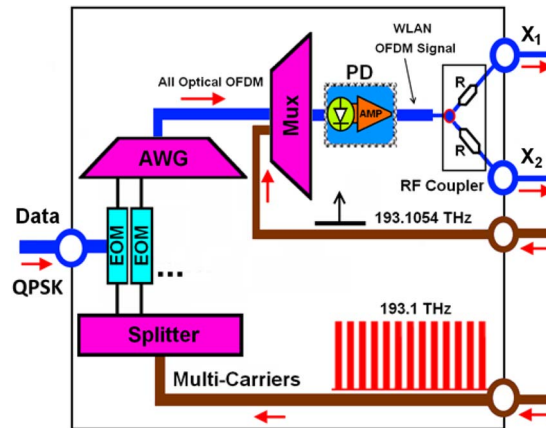 WLAN
OFDM Signal
X1
All Optical OFDM
PD
R
Mux
AMP
AWG
R
X2
RF Coupler
Data
193.1054 THz
EOM
EOM
...
QPSK
193.1 THz
Splitter
Multi-Carriers